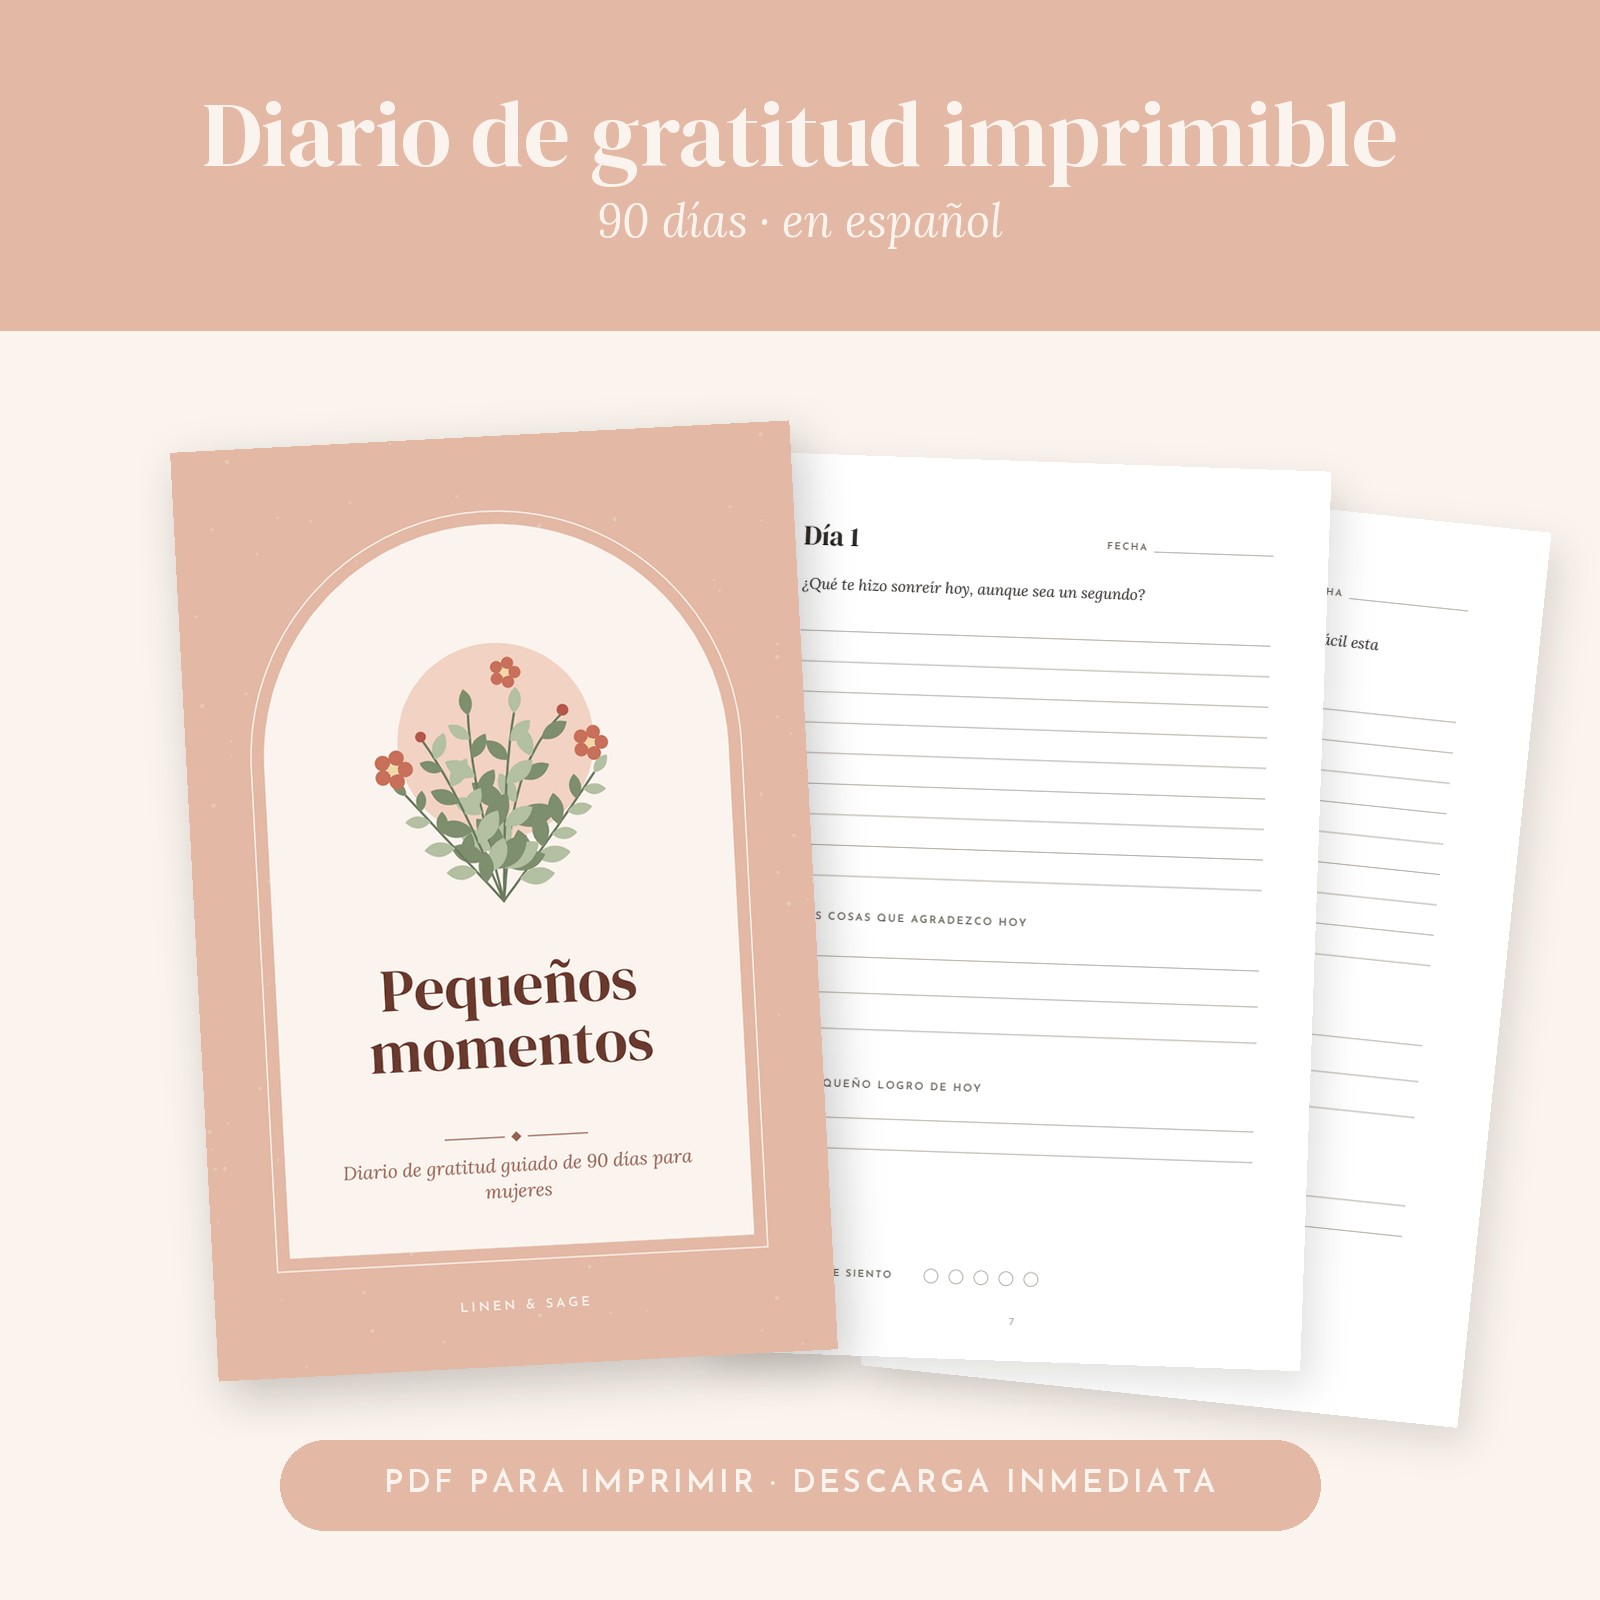 Diario de gratitud imprimible
90 días · en español
Pequeños
momentos
Diario de gratitud guiado de 90 días para
mujeres
LINEN & SAGE
Día 1
FECHA
¿Qué te hizo sonreír hoy, aunque sea un segundo?
COSAS QUE AGRADEZCO HOY
LOGRO DE HOY
SIENTO
7
esta
PDF PARA IMPRIMIR · DESCARGA INMEDIATA